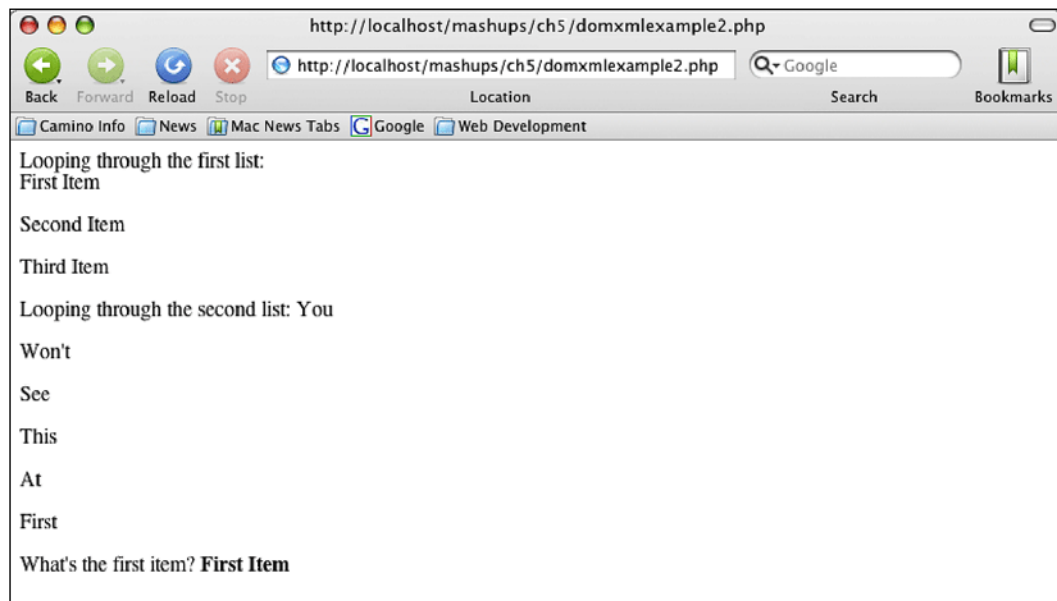 http://localhost/mashups/ch5/domxmlexample2.php
http://localhost/mashups/ch5/domxmlexample2.php
Google
Back Forward Reload Stop Location Search Bookmarks
Camino Info News Mac News Tabs G Google Web Development
Looping through the first list:
First Item
Second Item
Third Item
Looping through the second list: You
Won't
See
This
At
First
What's the first item? First Item